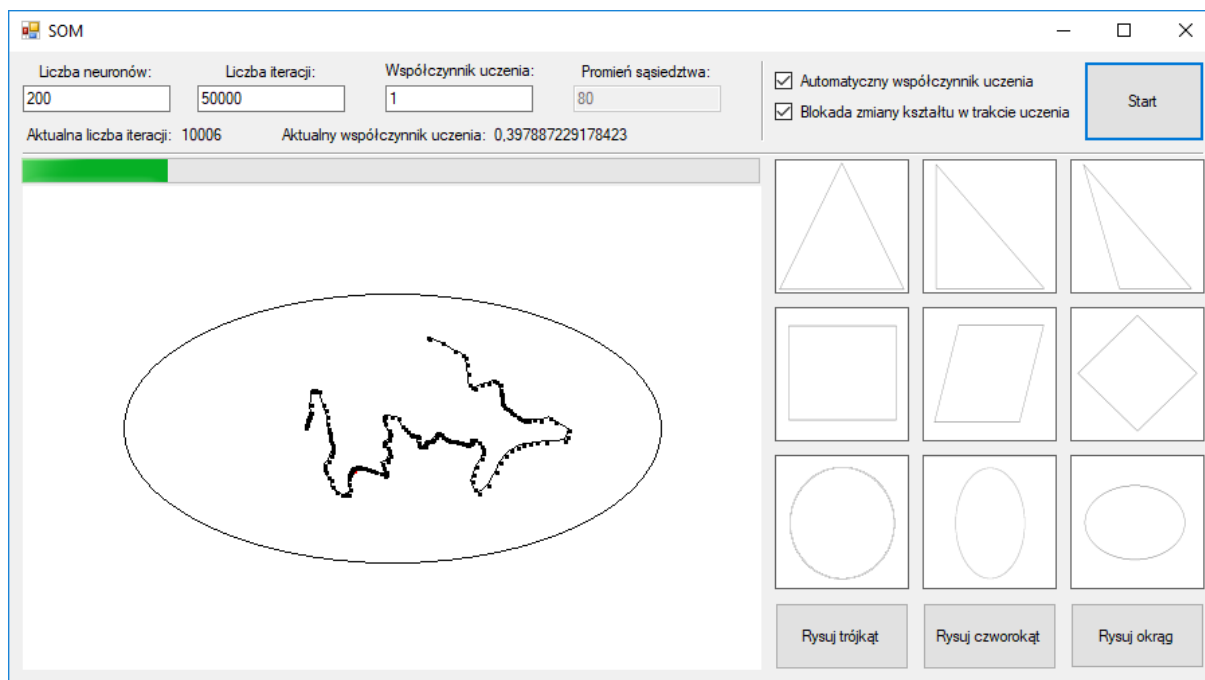 SOM
Liczba neuronów: Liczba iteracji: Współczynnik uczenia: Promień sąsiedztwa:
200 50000 1 80
Aktualna liczba iteracji: 10006 Aktualny współczynnik uczenia: 0,397887229178423
Automatyczny współczynnik uczenia
Blokada zmiany kształtu w trakcie uczenia
Start
Rysuj trójkąt Rysuj czworokąt Rysuj okrąg